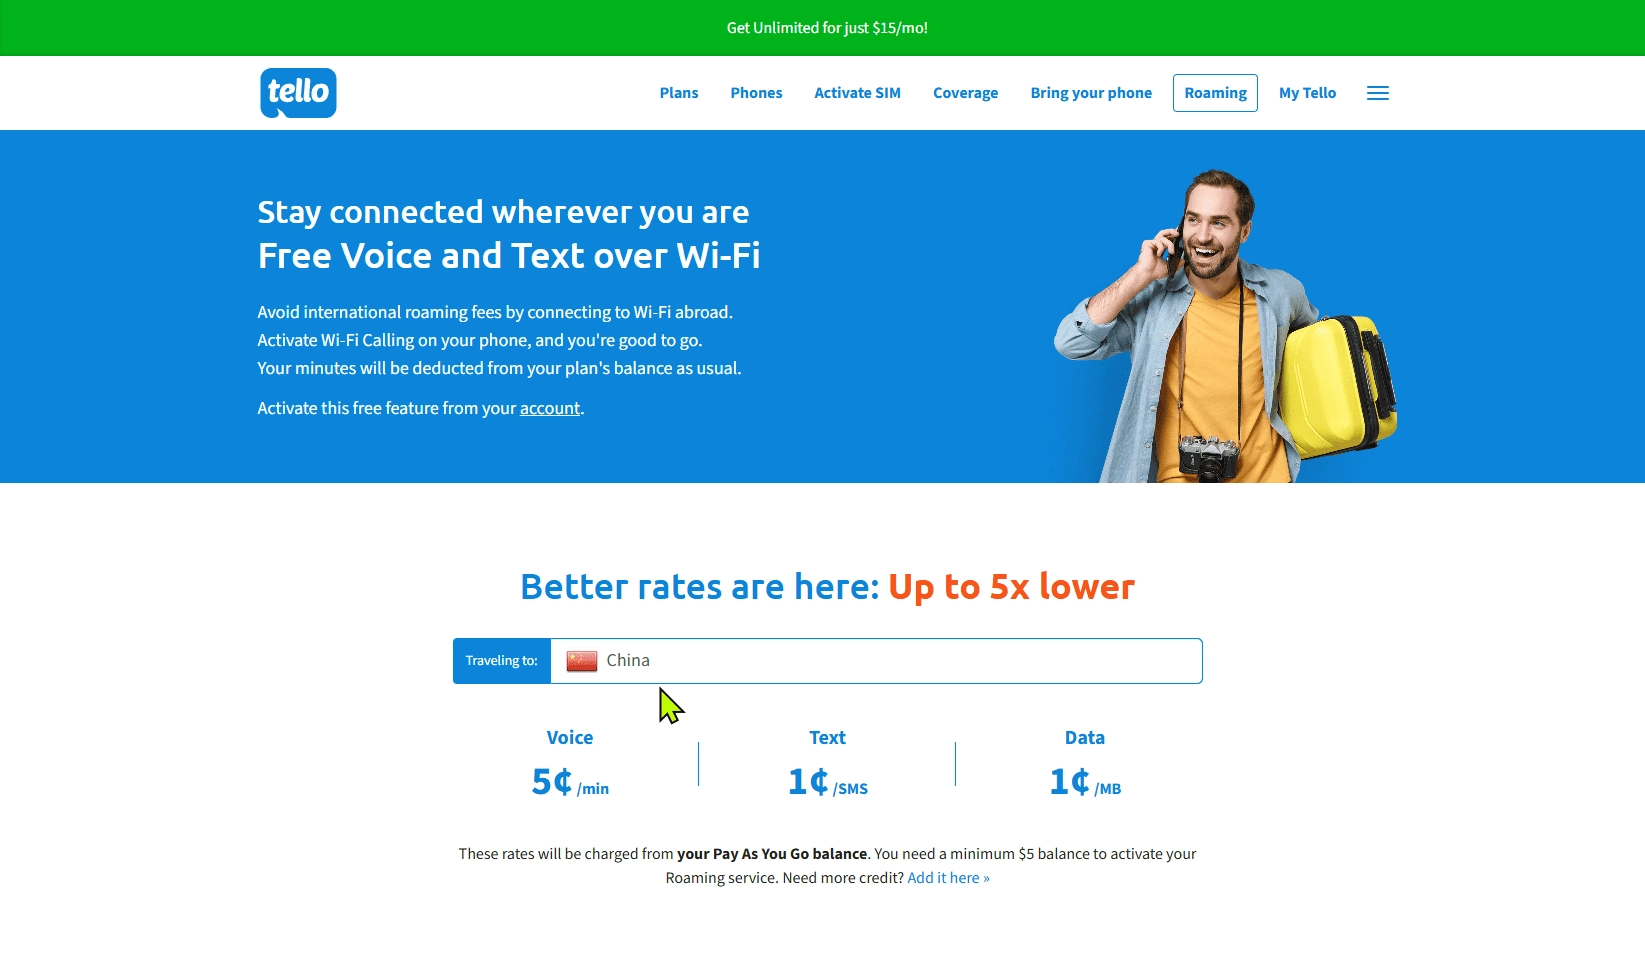 Get Unlimited for just $15/mo!
tello
Plans
Phones
Activate SIM
Coverage
Bring your phone
Roaming
My Tello
Stay connected wherever you are
Free Voice and Text over Wi-Fi
Avoid international roaming fees by connecting to Wi-Fi abroad.
Activate Wi-Fi Calling on your phone, and you're good to go.
Your minutes will be deducted from your plan's balance as usual.
Activate this free feature from your account.
Better rates are here: Up to 5x lower
Traveling to:
China
Voice
5¢ /min
Text
1¢ /SMS
Data
1¢ /MB
These rates will be charged from your Pay As You Go balance. You need a minimum $5 balance to activate your
Roaming service. Need more credit? Add it here »